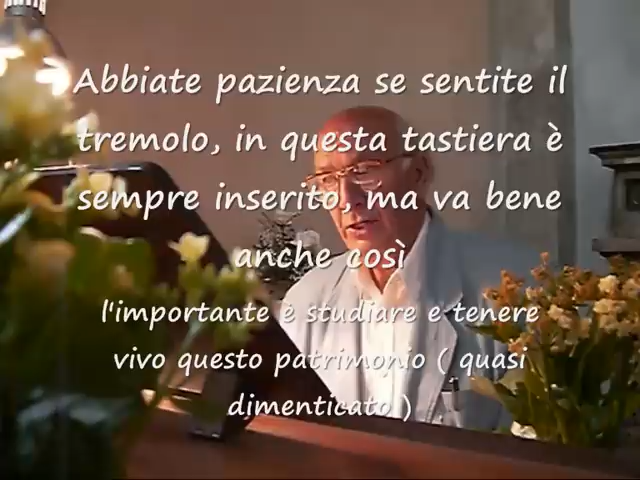 Abbiate pazienza se sentite il
tremolo, in questa tastiera è
sempre inserito, ma va bene
anche così
l'importante è studiare e tenere
vivo questo patrimonio ( quasi
dimenticato )